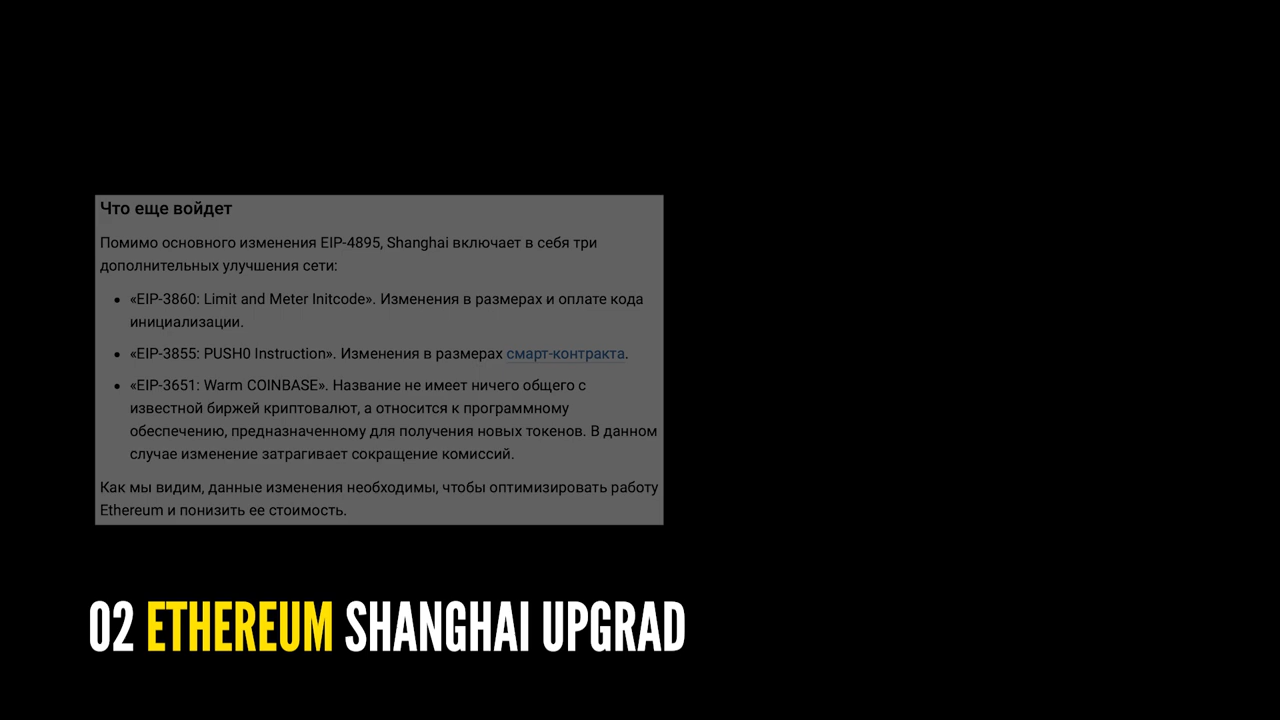 Что еще войдет
Помимо основного изменения EIP-4895, Shanghai включает в себя три
дополнительных улучшения сети:
• «EIP-3860: Limit and Meter Initcode». Изменения в размерах и оплате кода
инициализации.
• «EIP-3855: PUSH0 Instruction». Изменения в размерах смарт-контракта.
• «EIP-3651: Warm COINBASE». Название не имеет ничего общего с
известной биржей криптовалют, а относится к программному
обеспечению, предназначенному для получения новых токенов. В данном
случае изменение затрагивает сокращение комиссий.
Как мы видим, данные изменения необходимы, чтобы оптимизировать работу
Ethereum и понизить ее стоимость.
02 ETHEREUM SHANGHAI UPGRAD